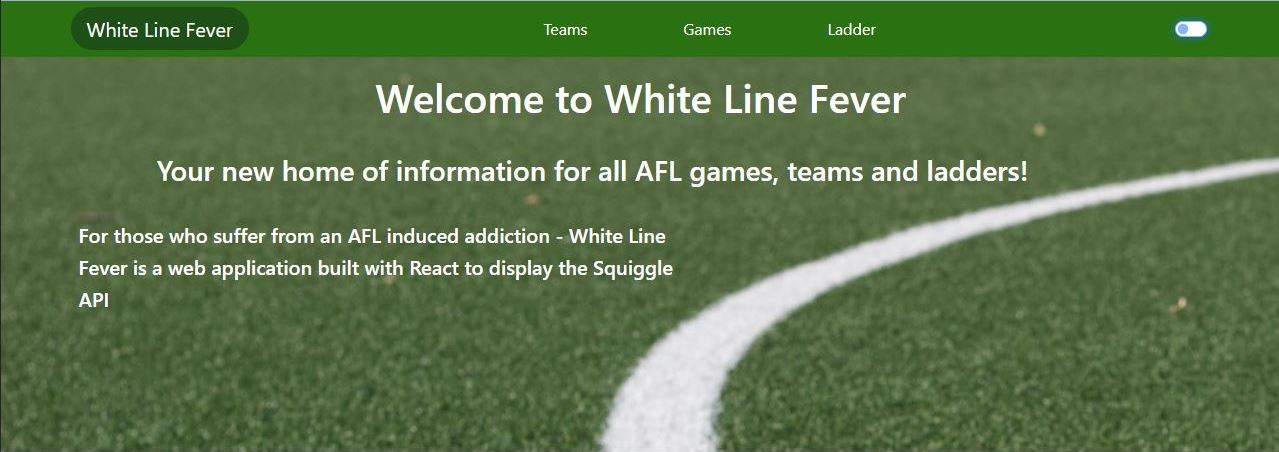 White Line Fever
Teams
Games
Ladder
Welcome to White Line Fever
Your new home of information for all AFL games, teams and ladders!
For those who suffer from an AFL induced addiction - White Line
Fever is a web application built with React to display the Squiggle
API